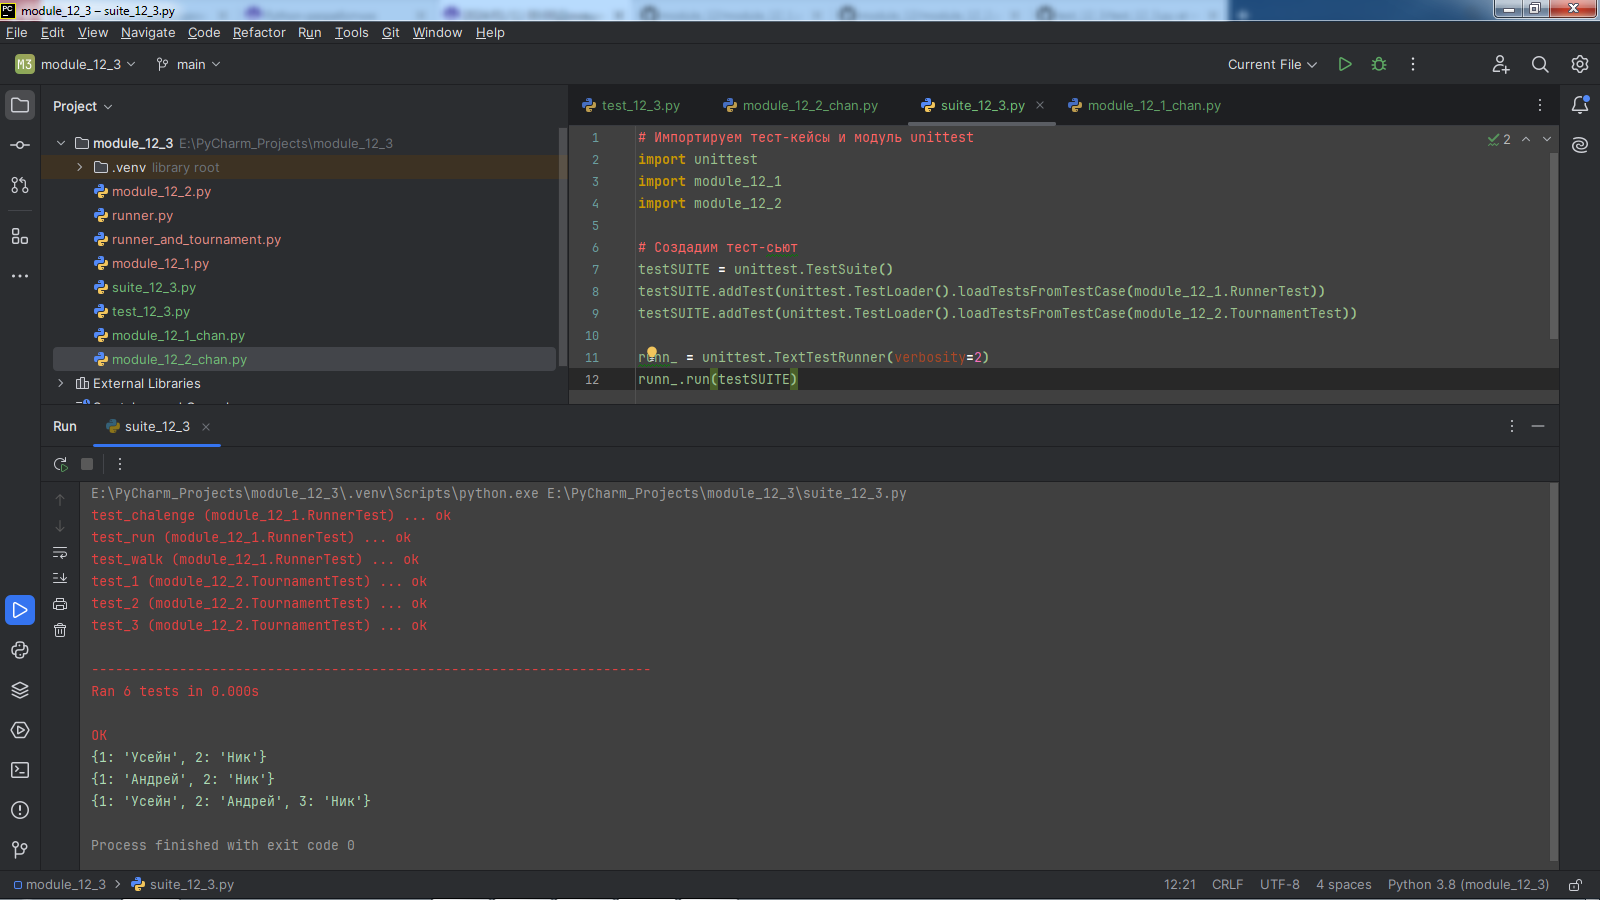 PC module_12_3 – suite_12_3.py
File Edit View Navigate Code Refactor Run Tools Git Window Help
M3 module_12_3 main Current File
Project
test_12_3.py module_12_2_chan.py suite_12_3.py module_12_1_chan.py
module_12_3 E:\PyCharm_Projects\module_12_3
.venv library root
module_12_2.py
runner.py
runner_and_tournament.py
module_12_1.py
suite_12_3.py
test_12_3.py
module_12_1_chan.py
module_12_2_chan.py
External Libraries
1 # Импортируем тест-кейсы и модуль unittest
2 import unittest
3 import module_12_1
4 import module_12_2
5
6 # Создадим тест-сьют
7 testSUITE = unittest.TestSuite()
8 testSUITE.addTest(unittest.TestLoader().loadTestsFromTestCase(module_12_1.RunnerTest))
9 testSUITE.addTest(unittest.TestLoader().loadTestsFromTestCase(module_12_2.TournamentTest))
10
11 runn_ = unittest.TextTestRunner(verbosity=2)
12 runn_.run(testSUITE)
2
Run suite_12_3
E:\PyCharm_Projects\module_12_3\.venv\Scripts\python.exe E:\PyCharm_Projects\module_12_3\suite_12_3.py
test_chalenge (module_12_1.RunnerTest) ... ok
test_run (module_12_1.RunnerTest) ... ok
test_walk (module_12_1.RunnerTest) ... ok
test_1 (module_12_2.TournamentTest) ... ok
test_2 (module_12_2.TournamentTest) ... ok
test_3 (module_12_2.TournamentTest) ... ok
----------------------------------------------------------------------
Ran 6 tests in 0.000s
OK
{1: 'Усейн', 2: 'Ник'}
{1: 'Андрей', 2: 'Ник'}
{1: 'Усейн', 2: 'Андрей', 3: 'Ник'}
Process finished with exit code 0
module_12_3 suite_12_3.py 12:21 CRLF UTF-8 4 spaces Python 3.8 (module_12_3)